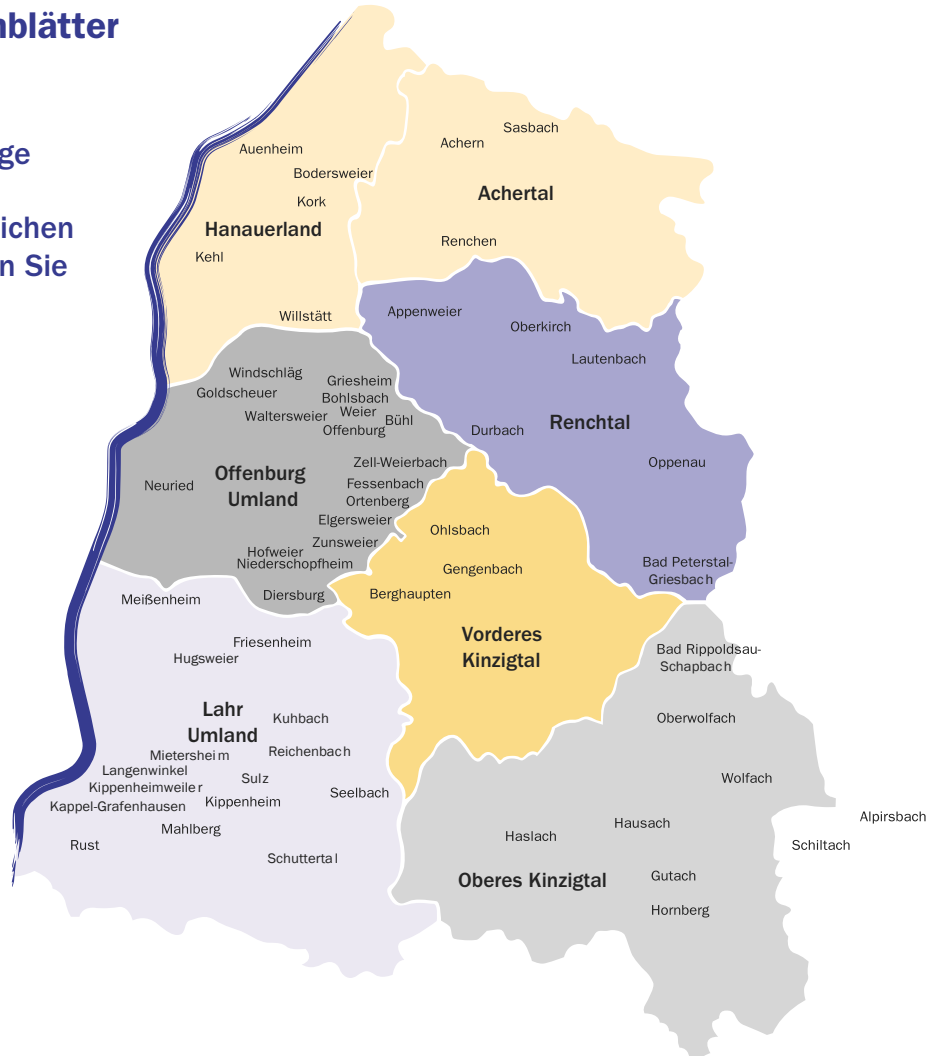 nblätter
ge
ichen
n Sie
Auenheim
Bodersweier
Kork
Hanauerland
Kehl
Willstätt
Sasbach
Achern
Achertal
Renchen
Appenweier
Oberkirch
Lautenbach
Durbach
Renchtal
Oppenau
Bad Peterstal-
Griesbach
Windschläg
Goldscheuer
Griesheim
Bohlsbach
Waltersweier
Weier
Bühl
Offenburg
Zell-Weierbach
Neuried
Offenburg
Umland
Fessenbach
Ortenberg
Elgersweier
Zunsweier
Hofweier
Niederschopfheim
Diersburg
Ohlsbach
Gengenbach
Berghaupten
Vorderes
Kinzigtal
Meißenheim
Friesenheim
Hugsweier
Lahr
Umland
Kuhbach
Mietersheim
Reichenbach
Langenwinkel
Sulz
Kippenheimweiler
Seelbach
Kappel-Grafenhausen
Kippenheim
Mahlberg
Rust
Schuttertal
Bad Rippoldsau-
Schapbach
Oberwolfach
Wolfach
Alpirsbach
Hausach
Haslach
Schiltach
Oberes Kinzigtal
Gutach
Hornberg